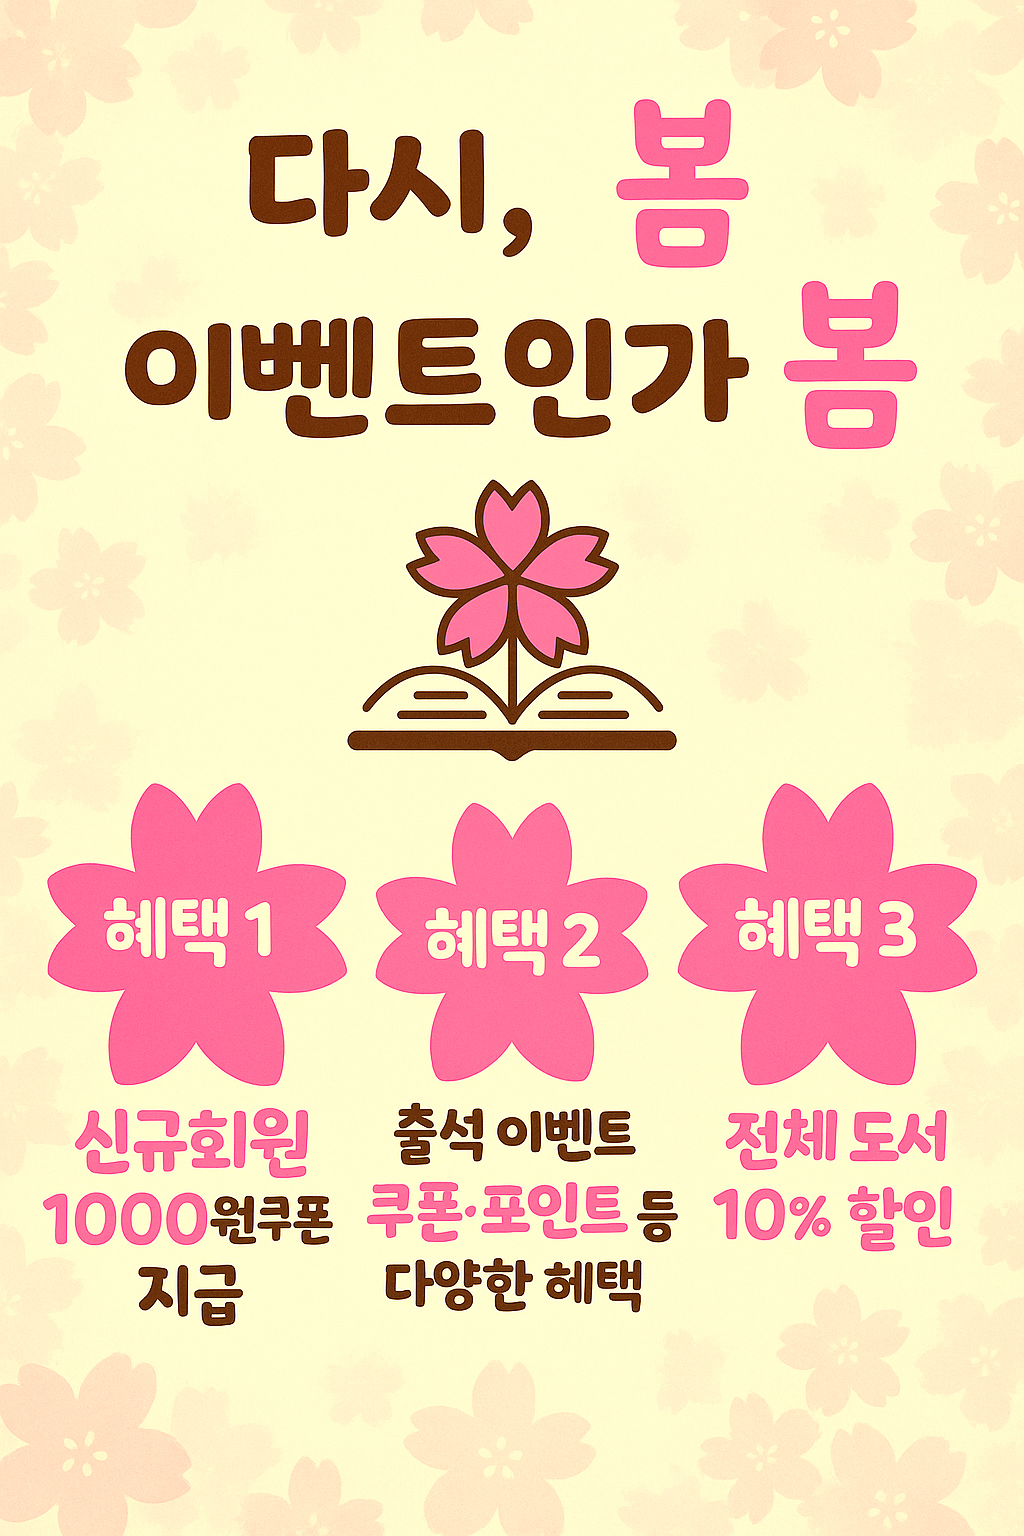 다시, 봄
이벤트인가 봄
혜택 1
신규회원
1000원쿠폰
지급
혜택 2
출석 이벤트
쿠폰·포인트 등
다양한 혜택
혜택 3
전체 도서
10% 할인